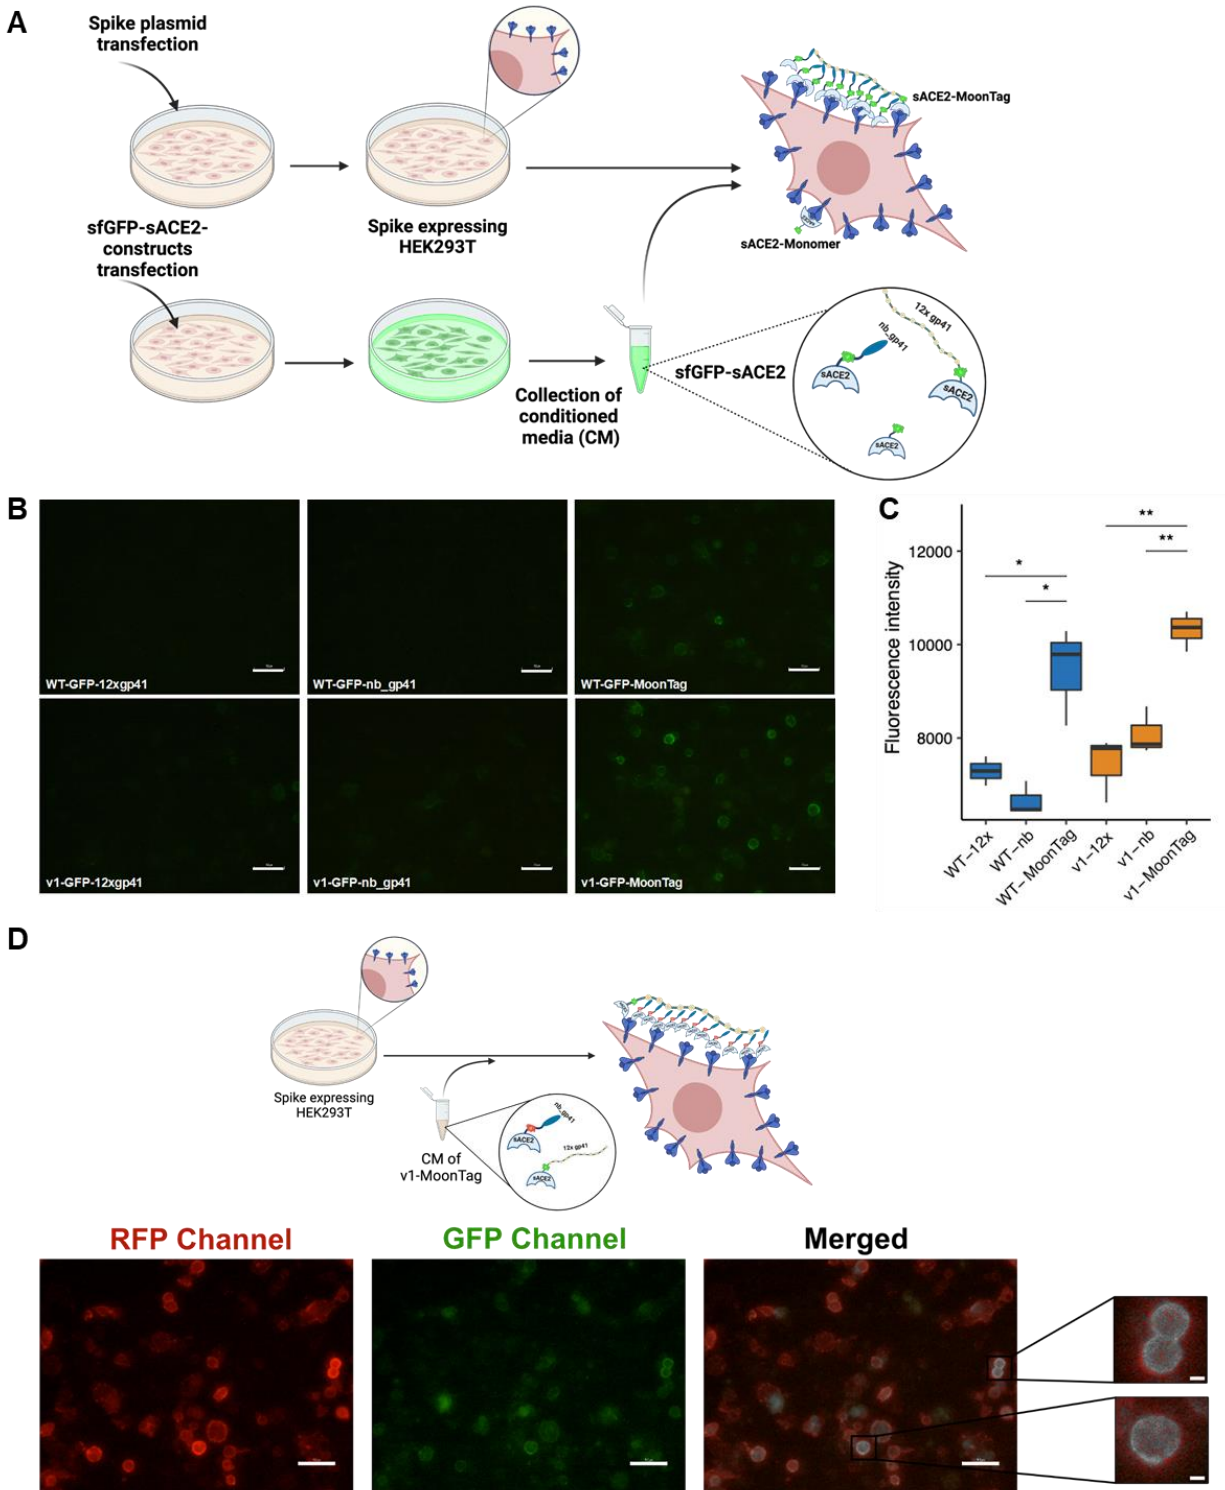 A
Spike plasmid
transfection
sACE2-MoonTag
sfGFP-sACE2-
constructs
transfection
Spike expressing
HEK293T
sACE2-Monomer
12x gp41
nb_gp41
sACE2
sACE2
sACE2
sfGFP-sACE2
Collection of
conditioned
media (CM)
B
WT-GFP-12xgp41
WT-GFP-nb_gp41
WT-GFP-MoonTag
v1-GFP-12xgp41
v1-GFP-nb_gp41
v1-GFP-MoonTag
C
Fluorescence intensity
12000
10000
8000
*
*
**
**
WT-12x
WT-nb
WT-MoonTag
v1-12x
v1-nb
v1-MoonTag
D
Spike expressing
HEK293T
CM of
v1-MoonTag
nb_gp41
sACE2
12x gp41
sACE2
RFP Channel
GFP Channel
Merged